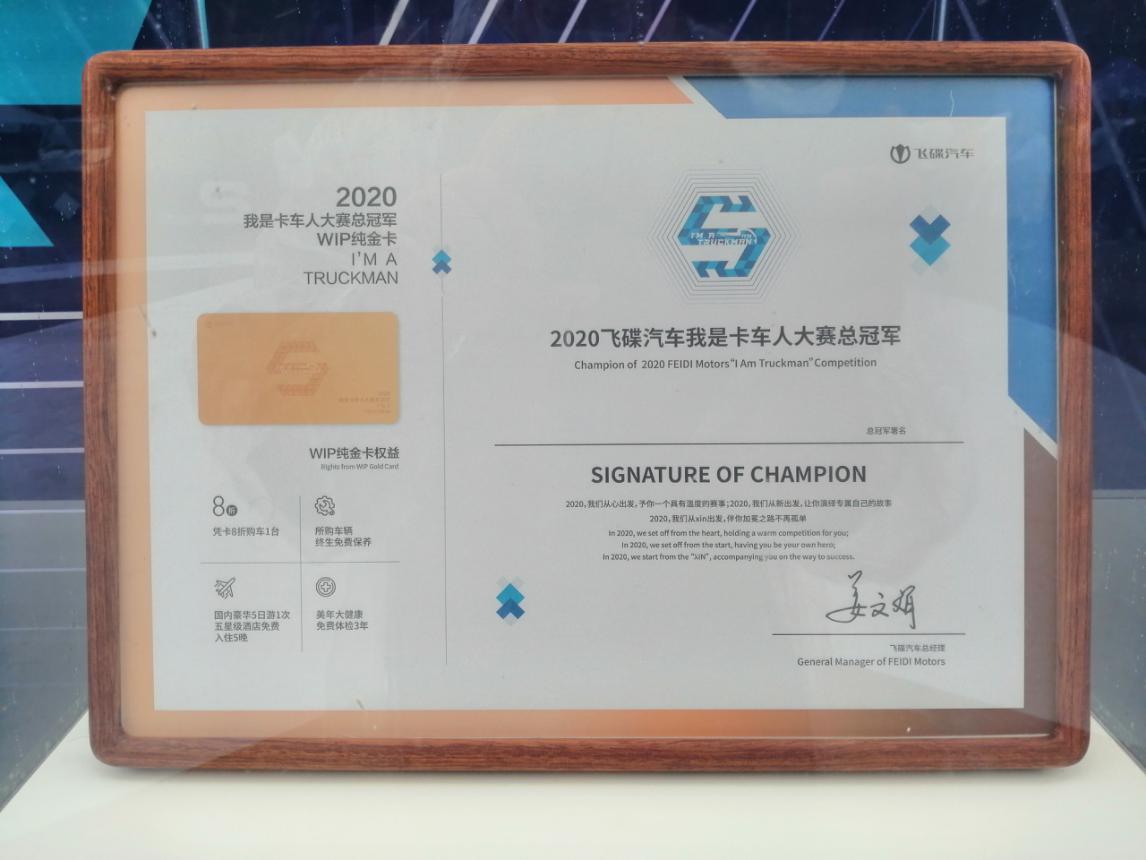 飞碟汽车
2020
我是卡车人大赛总冠军
WIP纯金卡
I'M A
TRUCKMAN
WIP纯金卡权益
Rights from WIP Gold Card
8折
凭卡8折购车1台
所购车辆
终生免费保养
国内豪华5日游1次
五星级酒店免费
入住5晚
美年大健康
免费体检3年
I'M A
TRUCKMAN
2020飞碟汽车我是卡车人大赛总冠军
Champion of 2020 FEIDI Motors"I Am Truckman"Competition
总冠军署名
SIGNATURE OF CHAMPION
2020,我们从心出发,予你一个具有温度的赛事;2020,我们从新出发,让你演绎专属自己的故事
2020,我们从xin出发,伴你加冕之路不再孤单
In 2020, we set off from the heart, holding a warm competition for you;
In 2020, we set off from the start, having you be your own hero;
In 2020, we start from the "XIN", accompanying you on the way to success.
姜文娟
飞碟汽车总经理
General Manager of FEIDI Motors